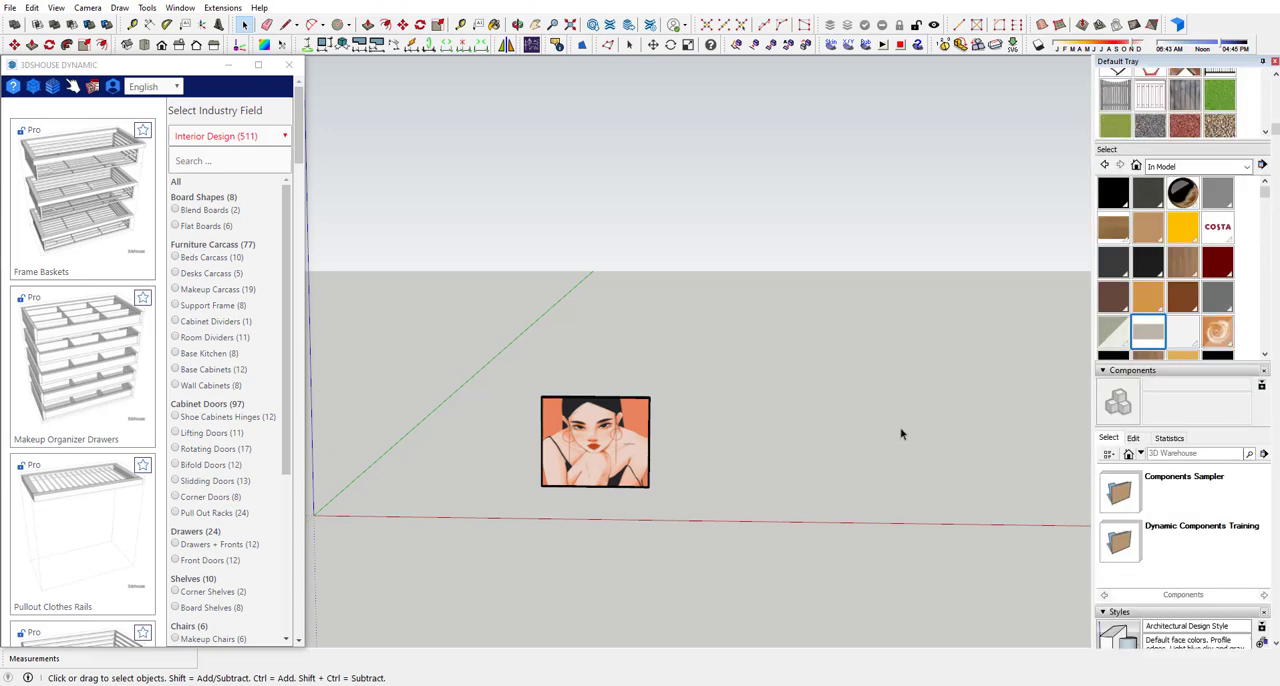 File Edit View Camera Draw Tools Window Extensions Help
J F M A M J J A S O N D 06:43 AM Noon 04:45 PM
3DSHOUSE DYNAMIC
English
Default Tray
Select Industry Field
Interior Design (511)
Search ...
All
Board Shapes (8)
Blend Boards (2)
Flat Boards (6)
Furniture Carcass (77)
Beds Carcass (10)
Desks Carcass (5)
Makeup Carcass (19)
Support Frame (8)
Cabinet Dividers (1)
Room Dividers (11)
Base Kitchen (8)
Base Cabinets (12)
Wall Cabinets (8)
Cabinet Doors (97)
Shoe Cabinets Hinges (12)
Lifting Doors (11)
Rotating Doors (17)
Bifold Doors (12)
Slidding Doors (13)
Corner Doors (8)
Pull Out Racks (24)
Drawers (24)
Drawers + Fronts (12)
Front Doors (12)
Shelves (10)
Corner Shelves (2)
Board Shelves (8)
Chairs (6)
Makeup Chairs (6)
Pro
Frame Baskets
Pro
Makeup Organizer Drawers
Pro
Pullout Clothes Rails
Pro
Select
In Model
COSTA
Components
Select Edit Statistics
3D Warehouse
Components Sampler
Dynamic Components Training
Components
Styles
Architectural Design Style
Default face colors. Profile
Measurements
Click or drag to select objects. Shift = Add/Subtract. Ctrl = Add. Shift + Ctrl = Subtract.